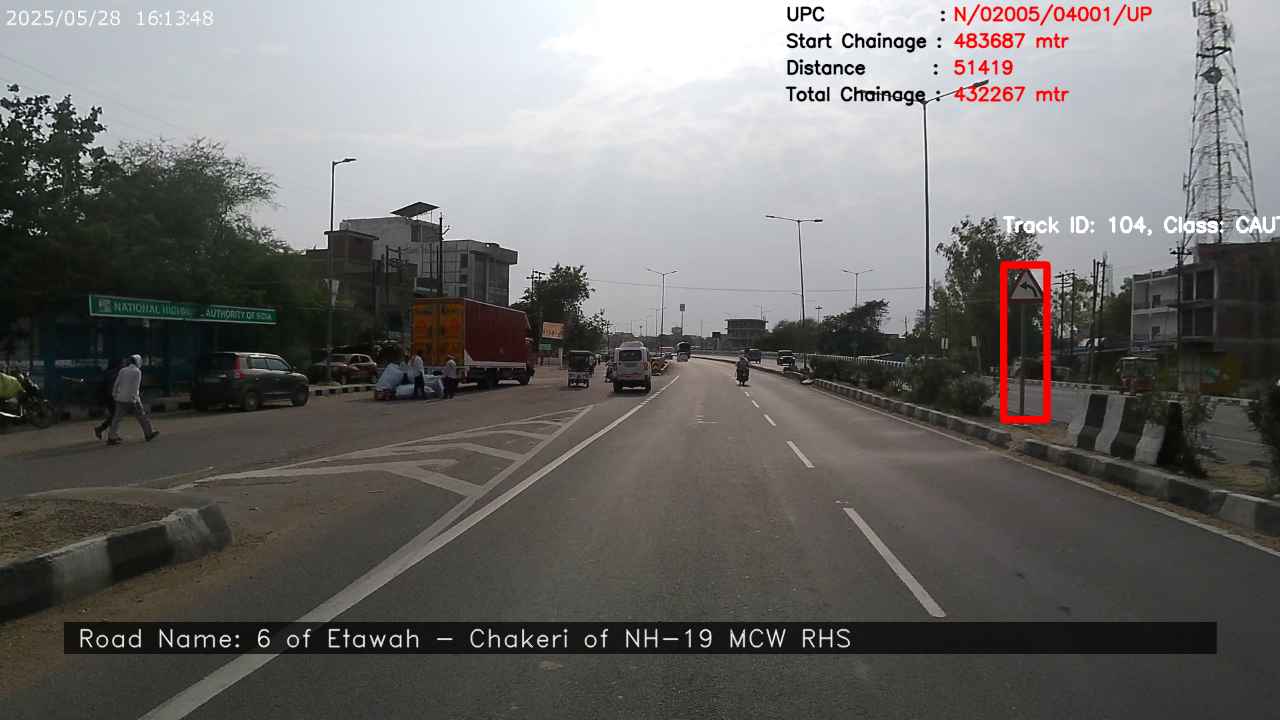 2025/05/28 16:13:48
UPC : N/02005/04001/UP
Start Chainage : 483687 mtr
Distance : 51419
Total Chainage : 432267 mtr
Track ID: 104, Class: CAUT
NATIONAL HIGHWAY AUTHORITY OF INDIA
Road Name: 6 of Etawah - Chakeri of NH-19 MCW RHS